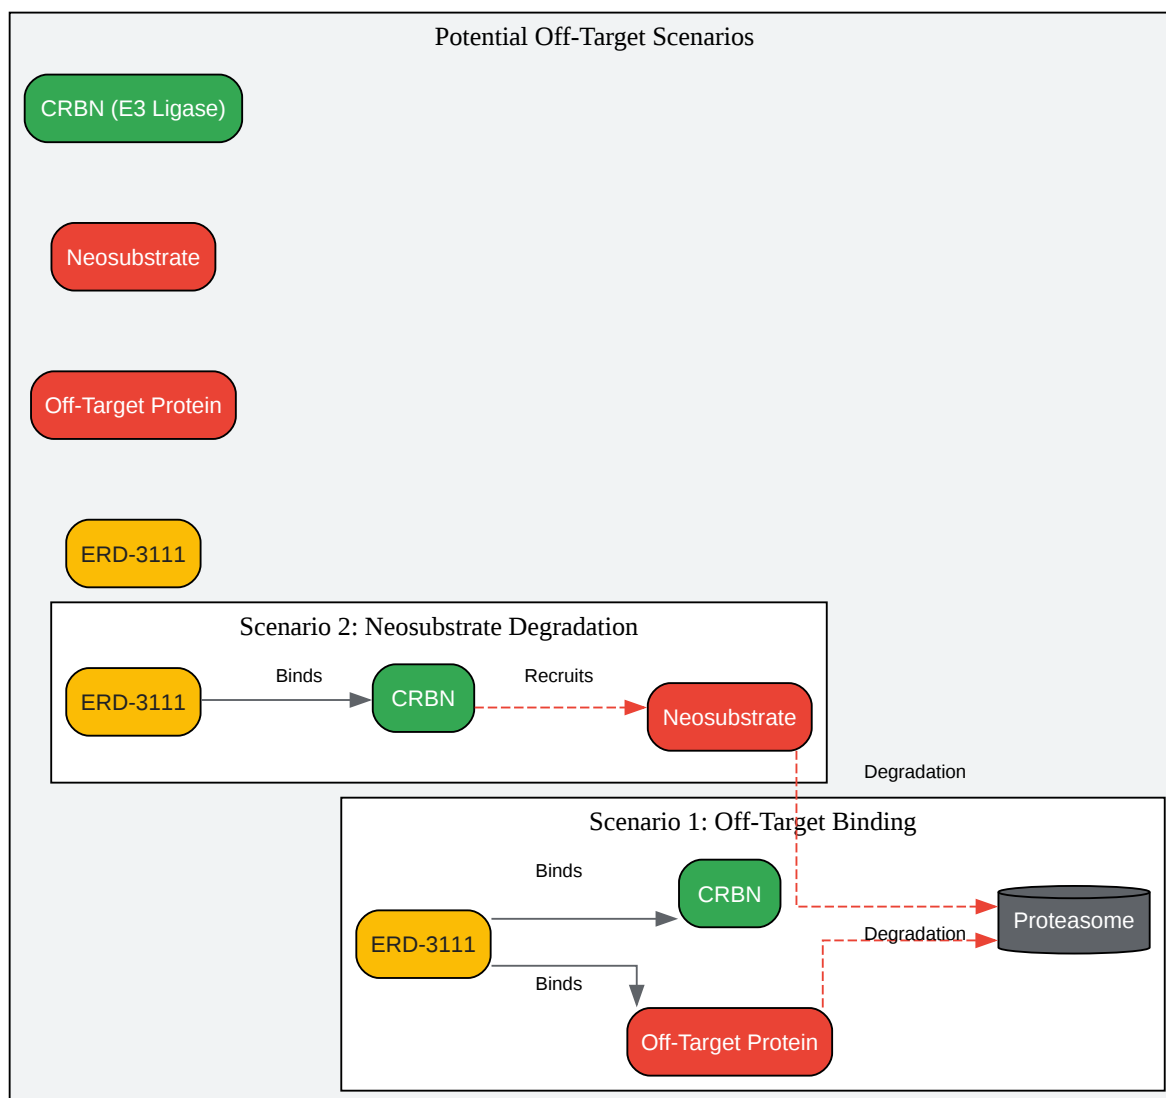 Potential Off-Target Scenarios
CRBN (E3 Ligase)
Neosubstrate
Off-Target Protein
ERD-3111
Scenario 2: Neosubstrate Degradation
ERD-3111
Binds
CRBN
Recruits
Neosubstrate
Degradation
Scenario 1: Off-Target Binding
ERD-3111
Binds
CRBN
Binds
Off-Target Protein
Degradation
Proteasome